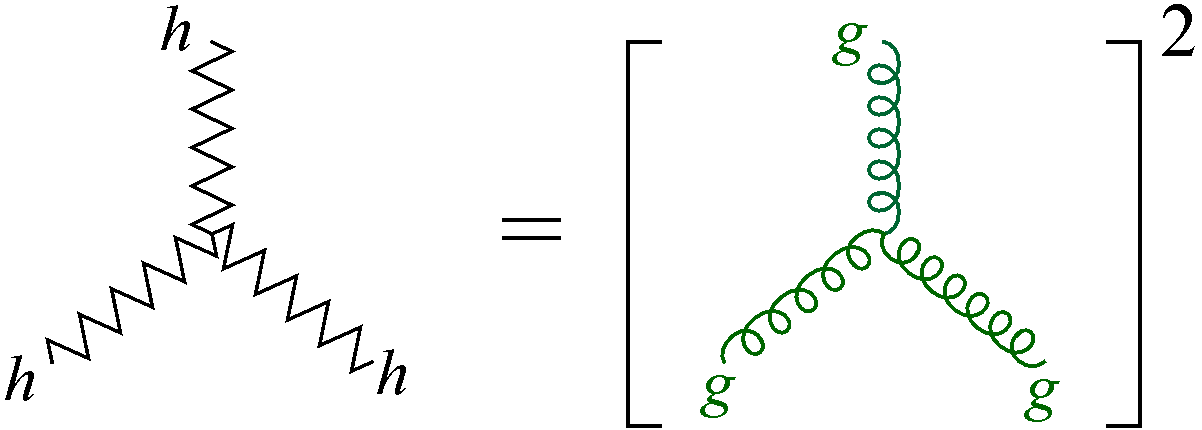 h = [ g ]2
h h g g